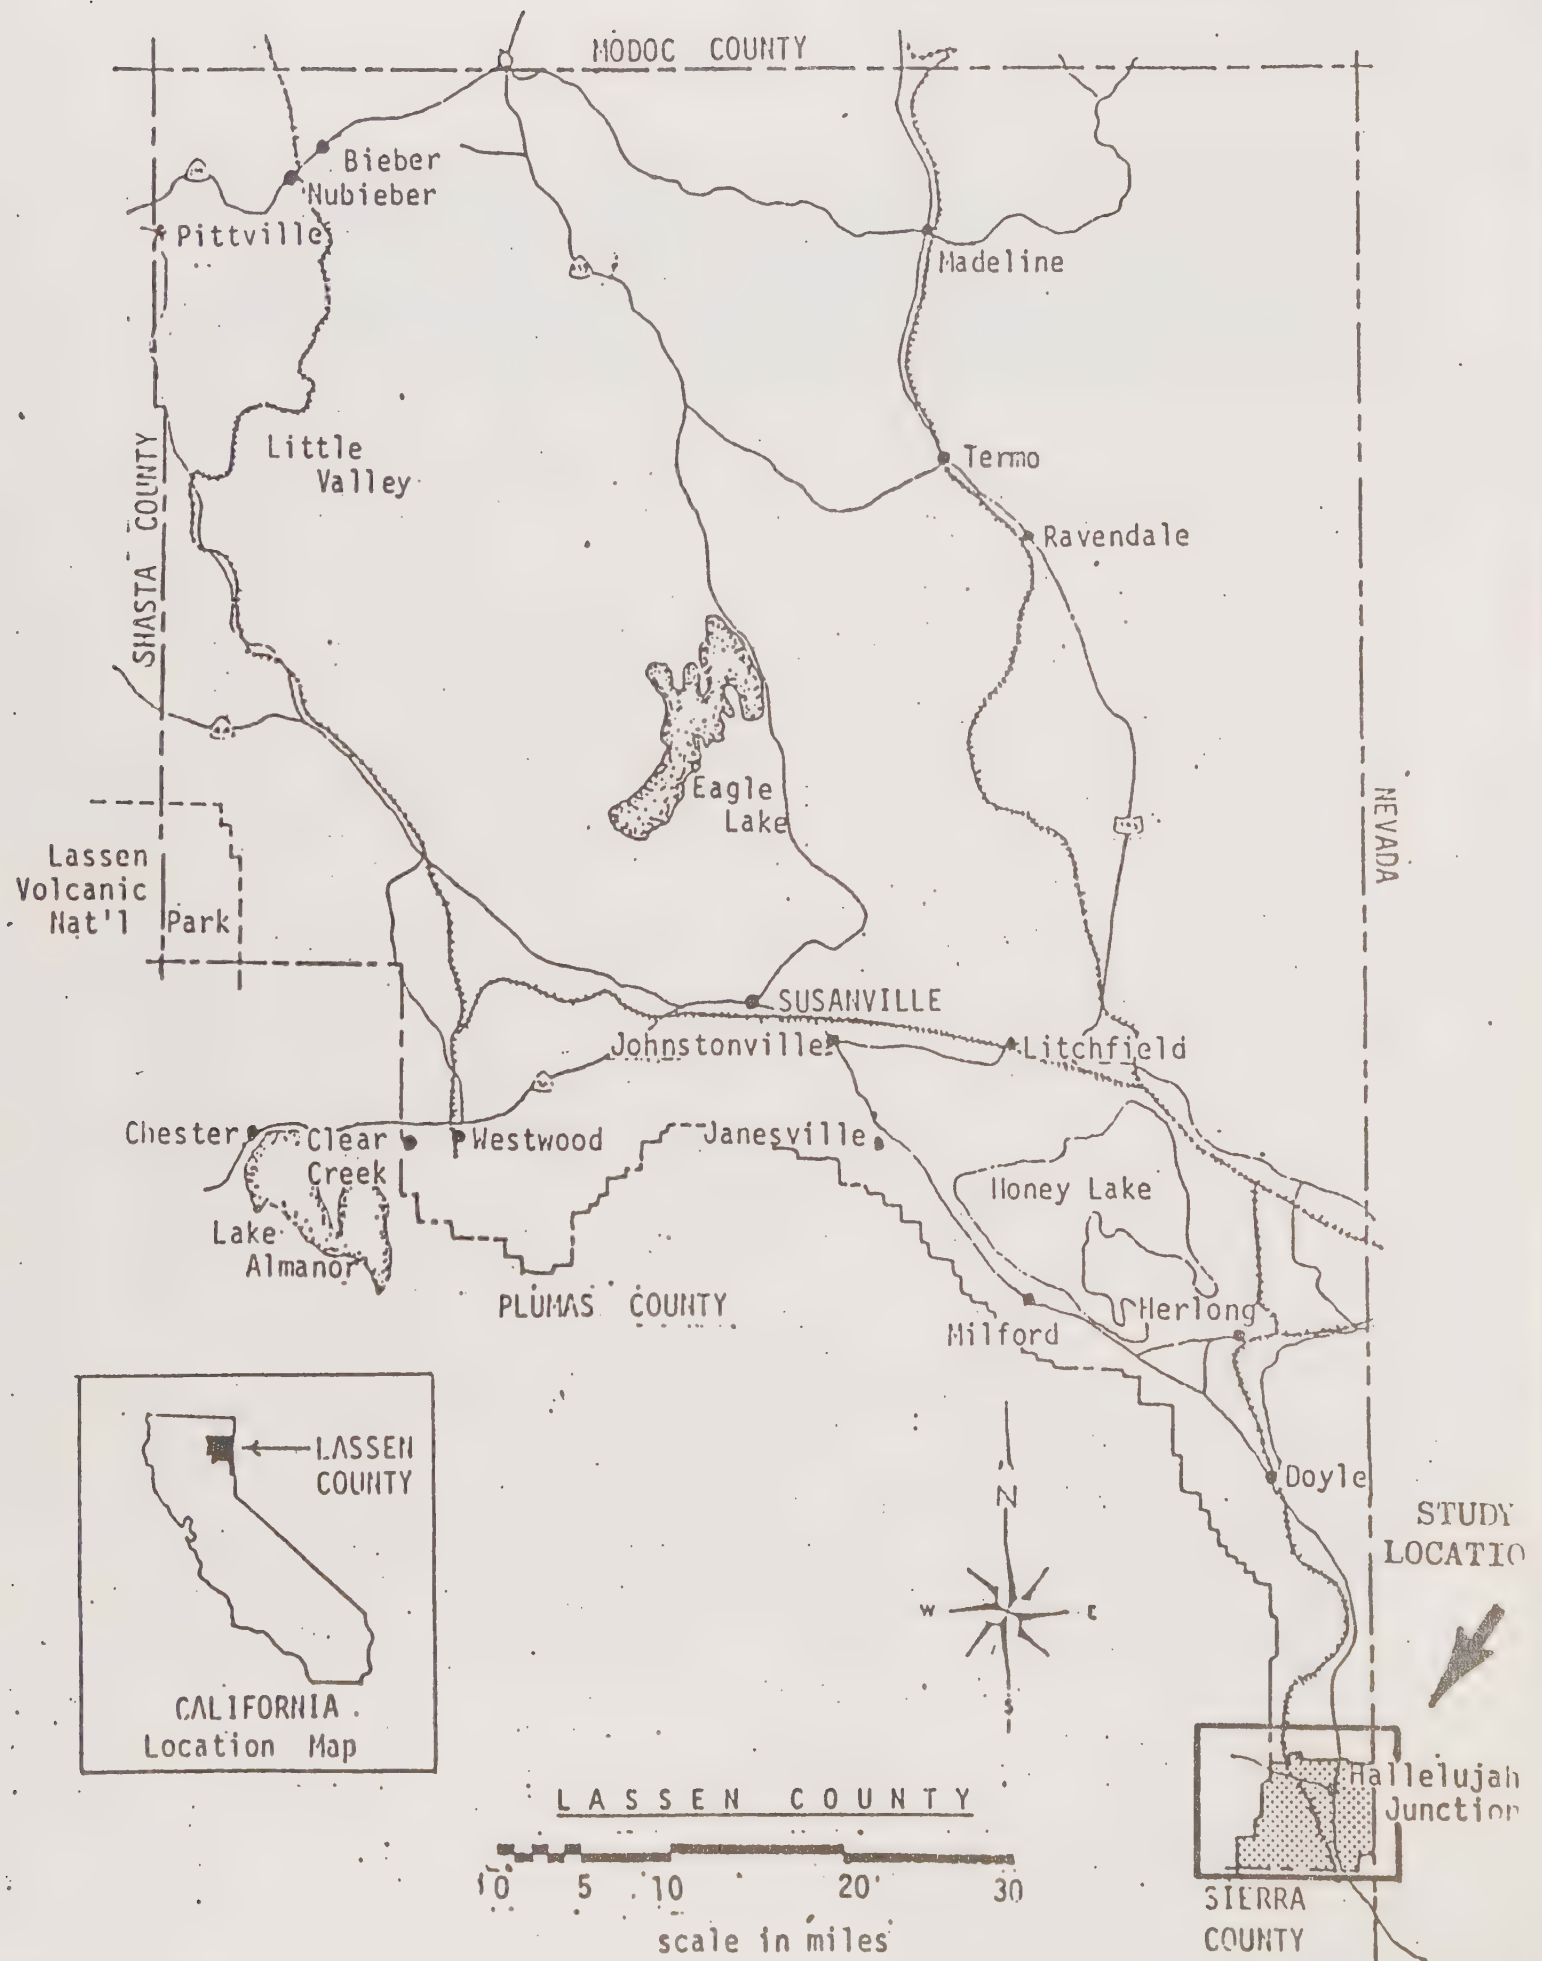 MODOC COUNTY
Bieber
Nubieber
Pittville
Madeline
Little
Valley
Termo
Ravendale
SHASTA COUNTY
Eagle
Lake
NEVADA
Lassen
Volcanic
Nat'l Park
SUSANVILLE
Johnstonville
Litchfield
Chester
Clear
Creek
Westwood
Janesville
Honey Lake
Lake
Almanor
PLUMAS COUNTY
Herlong
Milford
LASSEN
COUNTY
CALIFORNIA
Location Map
N
W
E
S
Doyle
STUDY
LOCATIO
Hallelujah
Junction
LASSEN COUNTY
0 5 10 20 30
scale in miles
SIERRA
COUNTY